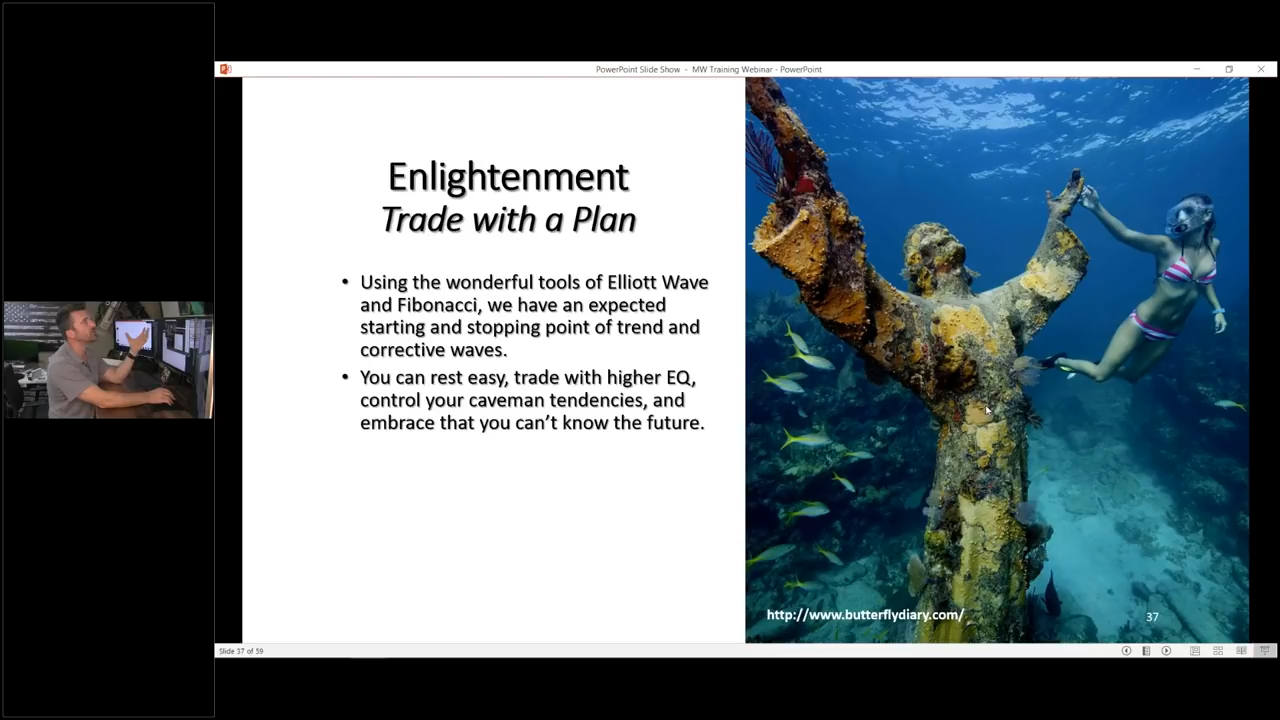 PowerPoint Slide Show - MW Training Webinar - PowerPoint
Enlightenment
Trade with a Plan
• Using the wonderful tools of Elliott Wave
and Fibonacci, we have an expected
starting and stopping point of trend and
corrective waves.
• You can rest easy, trade with higher EQ,
control your caveman tendencies, and
embrace that you can’t know the future.
http://www.butterflydiary.com/
37
Slide 37 of 59